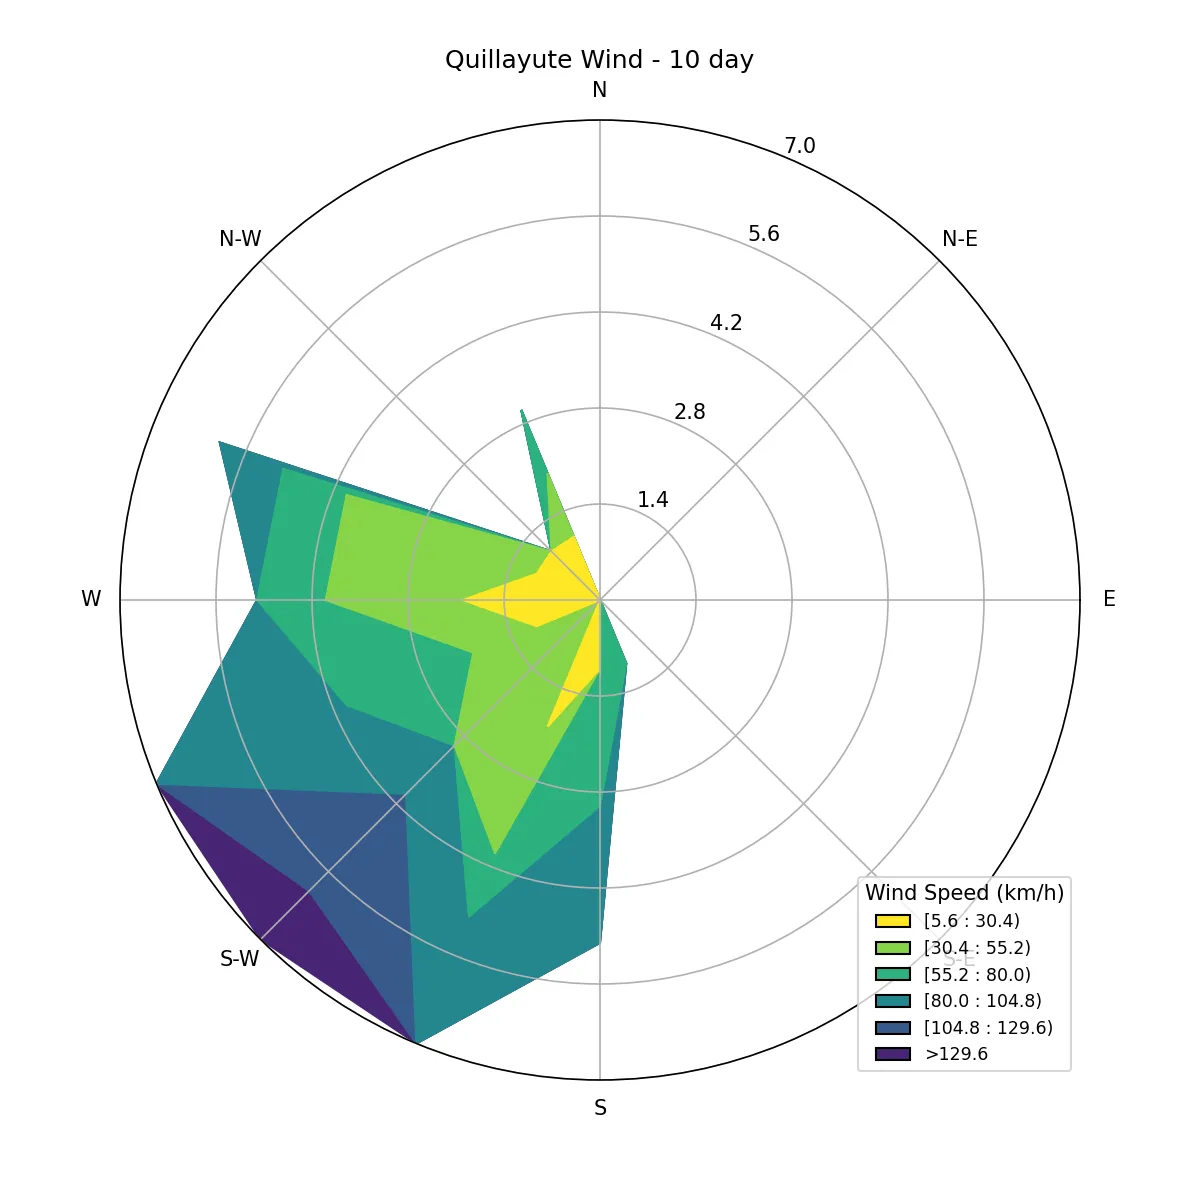 Quillayute Wind - 10 day
N
7.0
N-W
N-E
5.6
4.2
2.8
1.4
W
E
S-W
S-E
S
Wind Speed (km/h)
[5.6 : 30.4)
[30.4 : 55.2)
[55.2 : 80.0)
[80.0 : 104.8)
[104.8 : 129.6)
>129.6